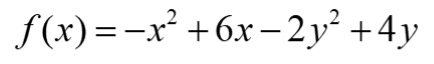 f(x) = −x² + 6x − 2y² + 4y